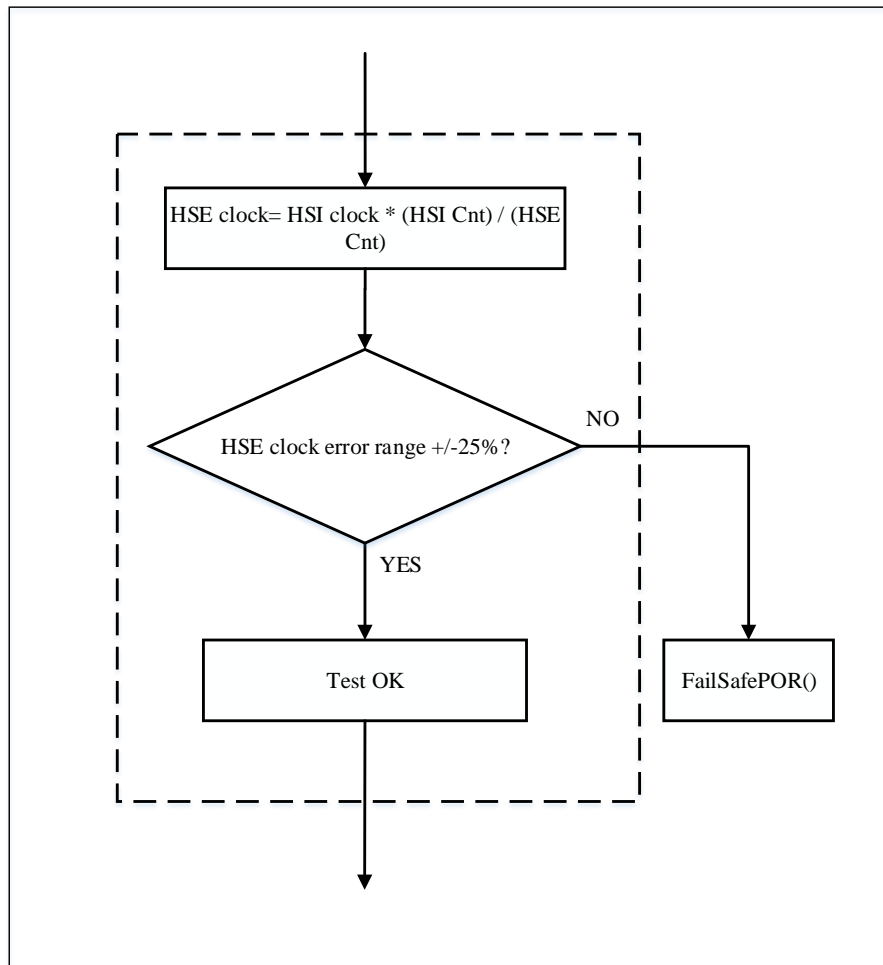 HSE clock= HSI clock * (HSI Cnt) / (HSE
Cnt)
NO
HSE clock error range +/-25%?
YES
Test OK
FailSafePOR()